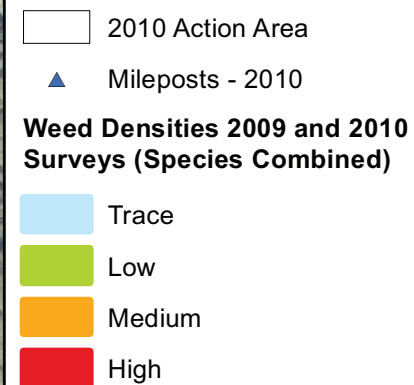 2010 Action Area
Mileposts - 2010
Weed Densities 2009 and 2010
Surveys (Species Combined)
Trace
Low
Medium
High